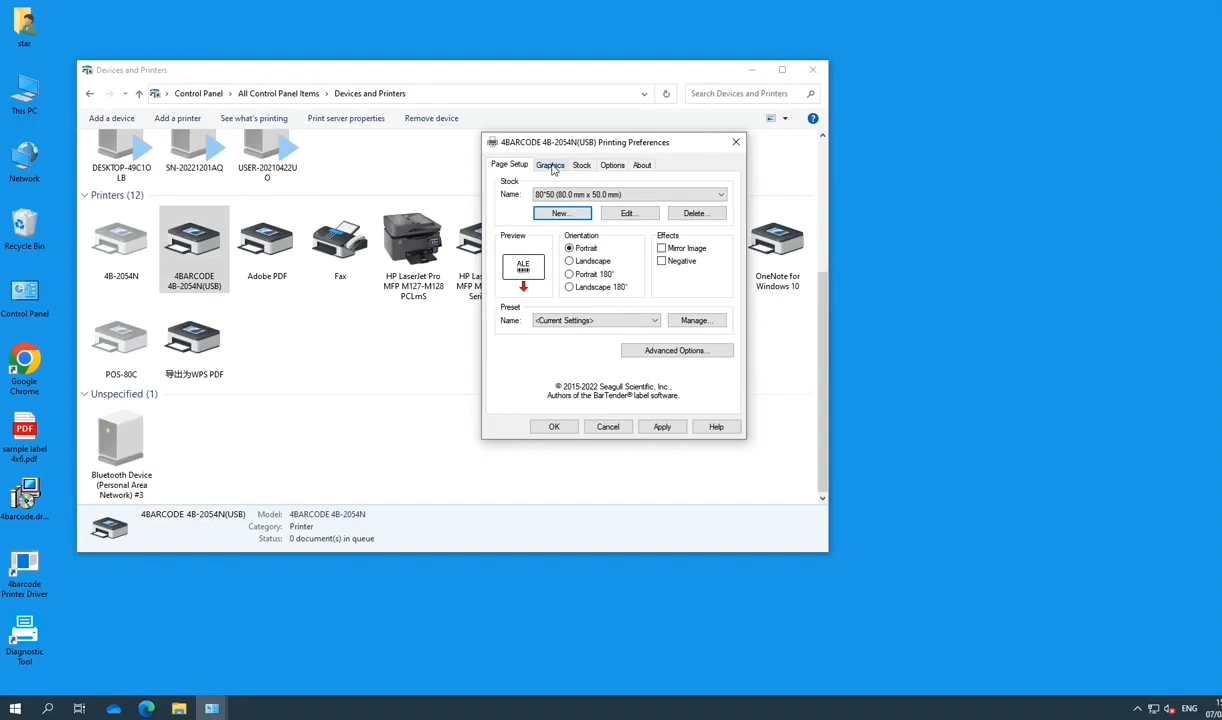 star
This PC
Network
Recycle Bin
Control Panel
Google
Chrome
PDF
sample label
4x6.pdf
4barcode.dr...
4barcode
Printer Driver
Diagnostic
Tool
Devices and Printers
Control Panel
All Control Panel Items
Devices and Printers
Search Devices and Printers
Add a device
Add a printer
See what's printing
Print server properties
Remove device
DESKTOP-49C1O
LB
SN-20221201AQ
USER-20210422U
O
Printers (12)
4B-2054N
4BARCODE
4B-2054N(USB)
Adobe PDF
Fax
HP LaserJet Pro
MFP M127-M128
PCLmS
HP La
MFP M
Seri
OneNote for
Windows 10
POS-80C
导出为WPS PDF
Unspecified (1)
Bluetooth Device
(Personal Area
Network) #3
4BARCODE 4B-2054N(USB)
Model: 4BARCODE 4B-2054N
Category: Printer
Status: 0 document(s) in queue
4BARCODE 4B-2054N(USB) Printing Preferences
Page Setup
Graphics
Stock
Options
About
Stock
Name: 80*50 (80.0 mm x 50.0 mm)
New...
Edit...
Delete...
Preview
ALE
Orientation
Portrait
Landscape
Portrait 180°
Landscape 180°
Effects
Mirror Image
Negative
Preset
Name: <Current Settings>
Manage...
Advanced Options...
© 2015-2022 Seagull Scientific, Inc.,
Authors of the BarTender® label software.
OK
Cancel
Apply
Help
ENG